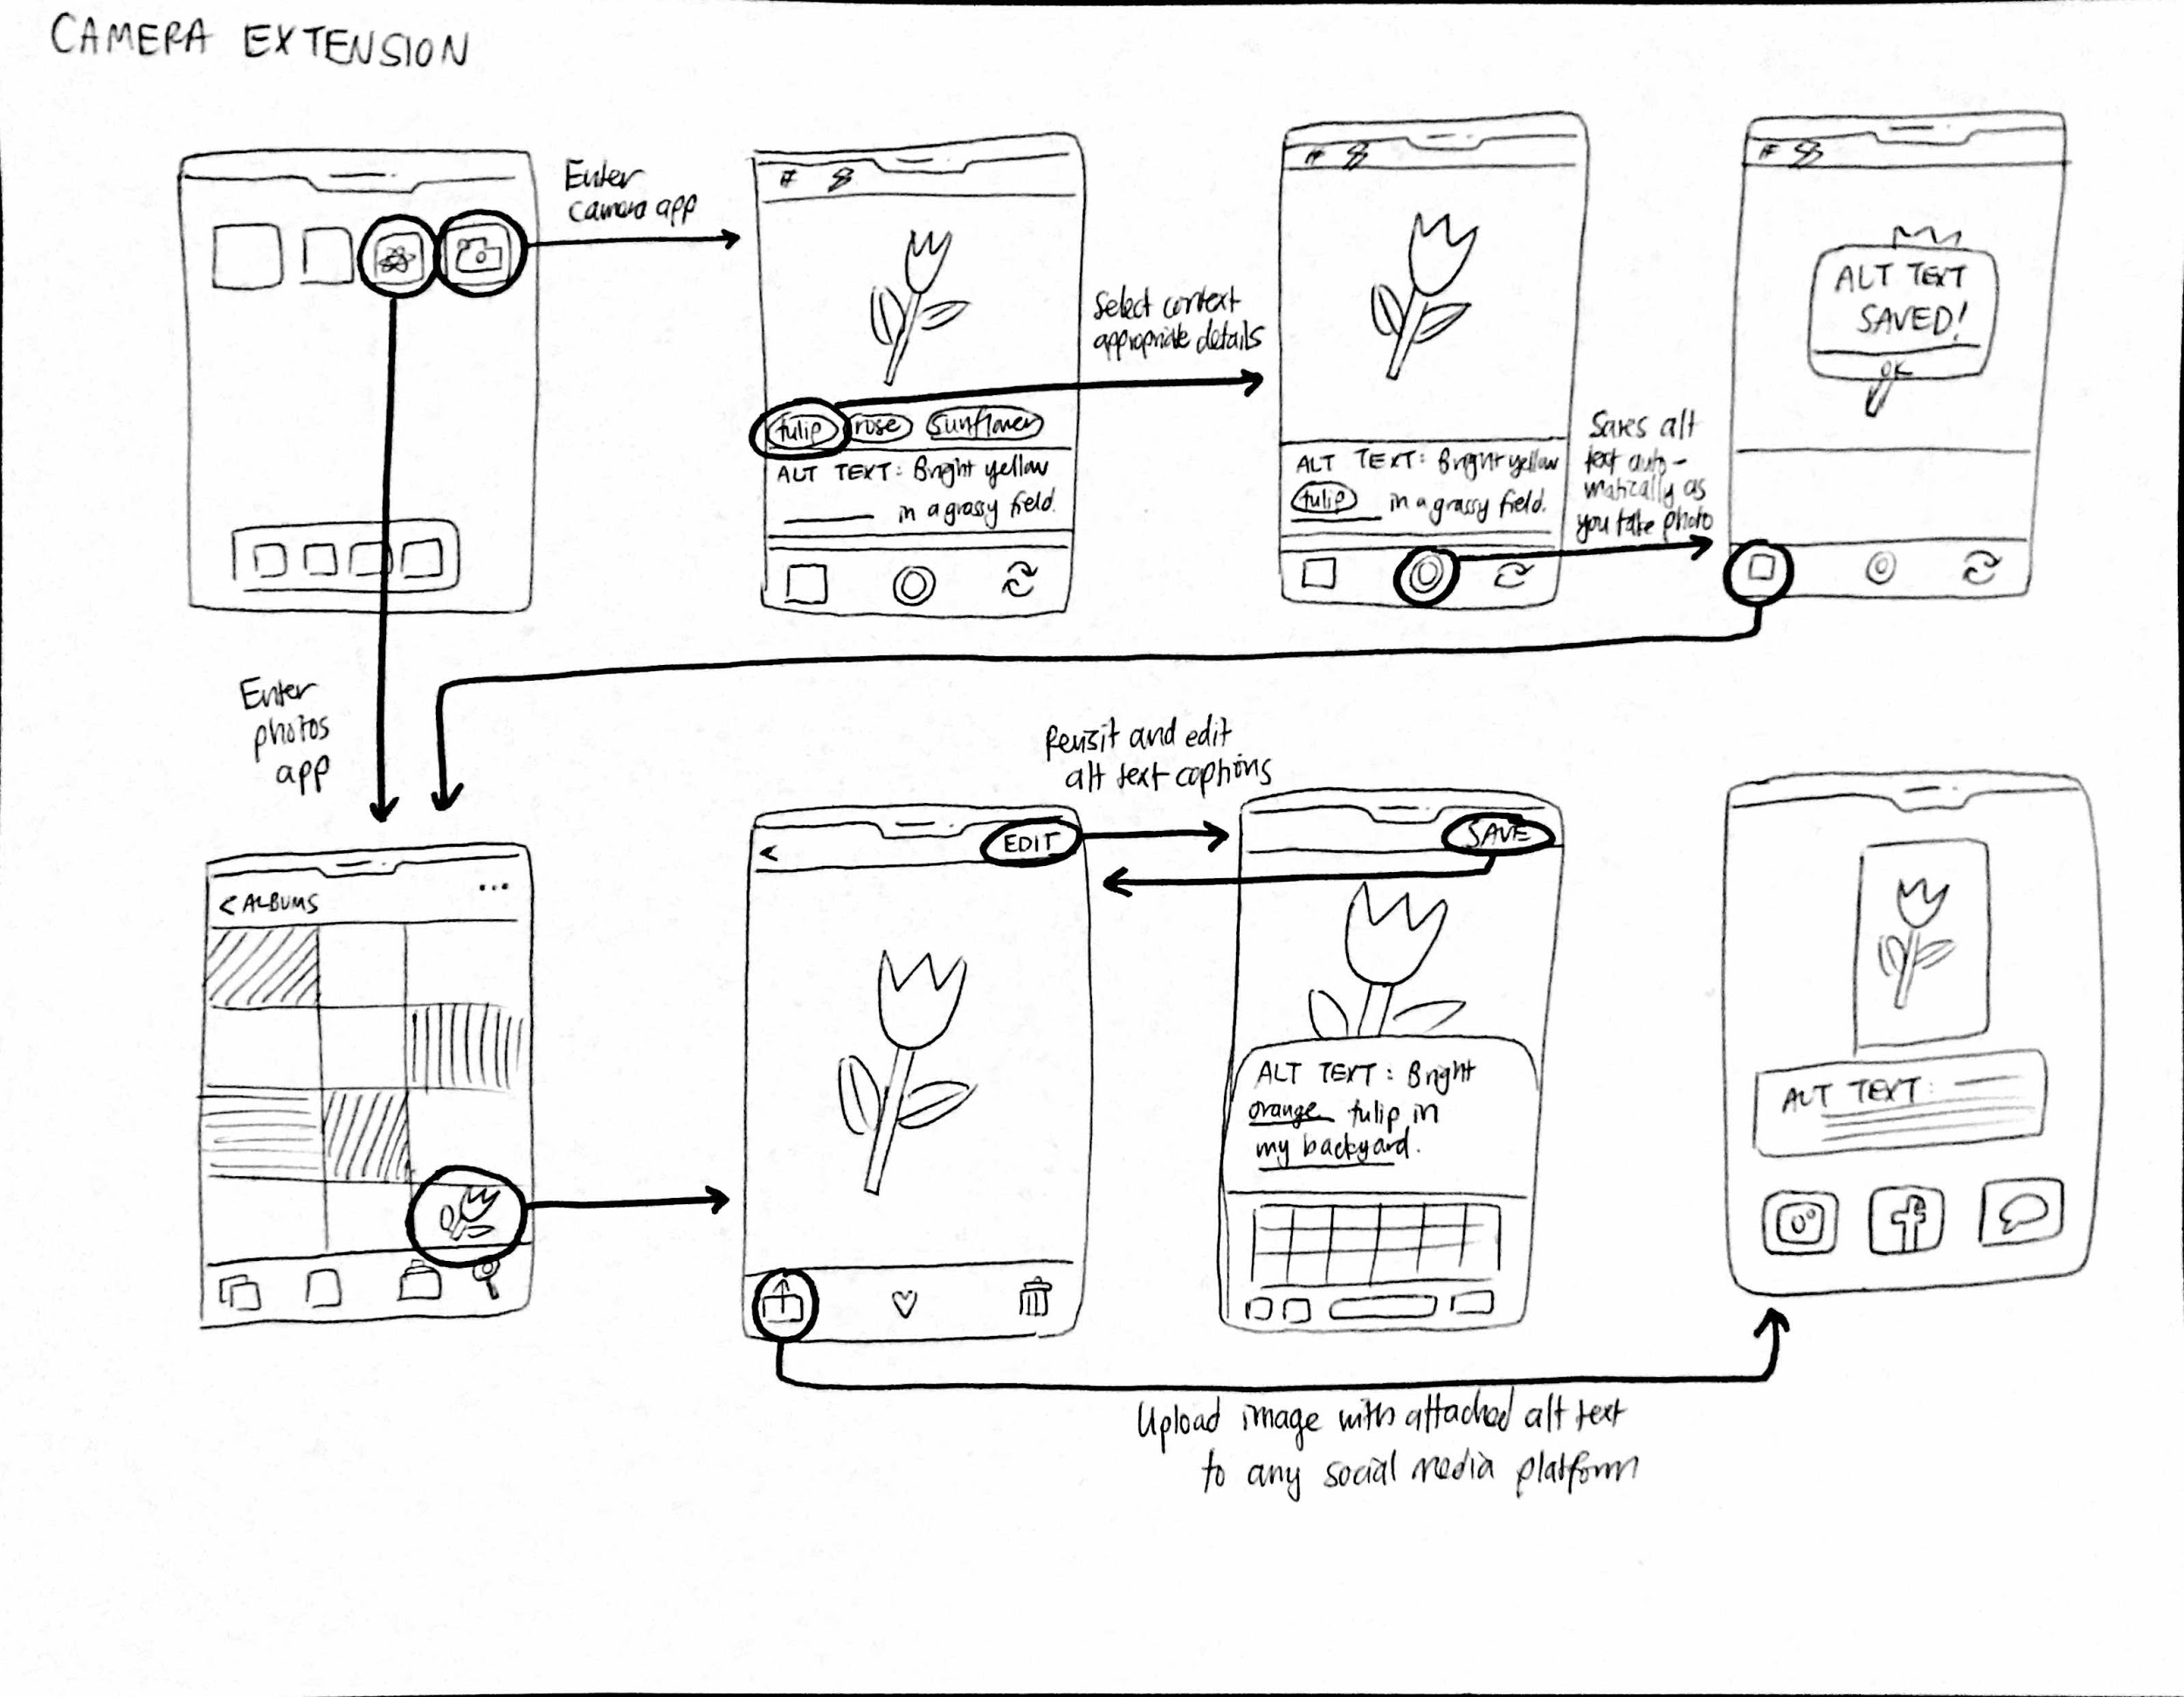 CAMERA EXTENSION
Enter
camera app
tulip rose sunflower
ALT TEXT: Bright yellow
in a grassy field.
Select context
appropriate details
ALT TEXT: Bright yellow
tulip in a grassy field.
Saves alt
text auto-
matically as
you take photo
ALT TEXT
SAVED!
OK
Enter
photos
app
< ALBUMS
...
<
EDIT
Revisit and edit
alt text captions
SAVE
ALT TEXT: Bright
orange tulip in
my backyard.
ALT TEXT:
f
Upload image with attached alt text
to any social media platform